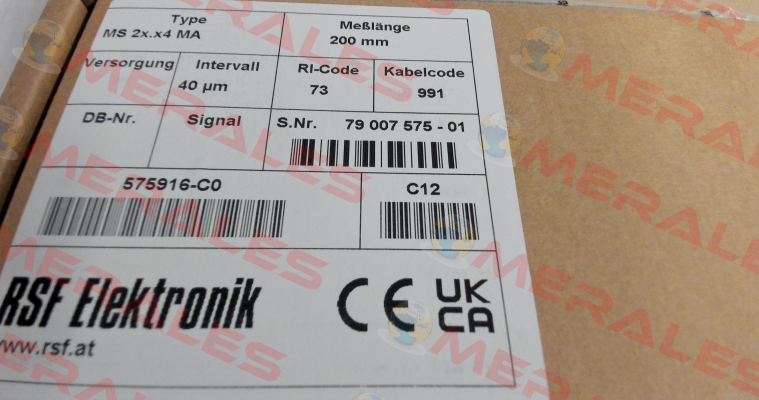 Type
MS 2x.x4 MA
Meßlänge
200 mm
Versorgung
Intervall
40 µm
RI-Code
73
Kabelcode
991
DB-Nr.
Signal
S.Nr. 79 007 575 - 01
575916-C0
C12
RSF Elektronik
www.rsf.at
CE
UK
CA
MERALES
MERALES
MERALES
MERALES
MERALES
MERALES